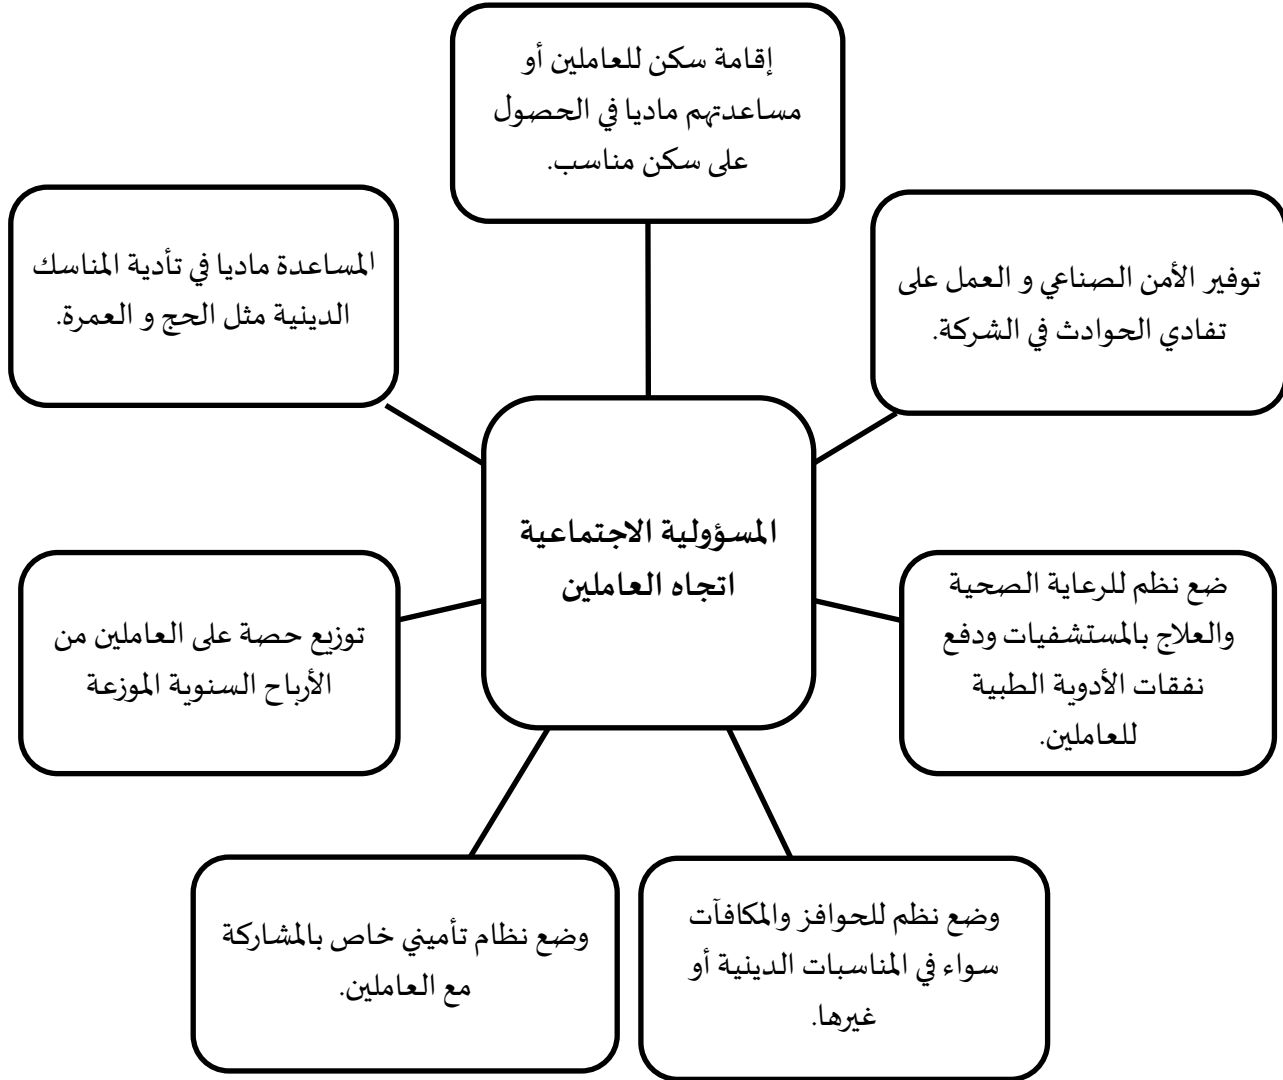 إقامة سكن للعاملين أو
مساعدتهم ماديا في الحصول
على سكن مناسب.
توفير الأمن الصناعي و العمل على
تفادي الحوادث في الشركة.
ضع نظم للرعاية الصحية
والعلاج بالمستشفيات ودفع
نفقات الأدوية الطبية
للعاملين.
وضع نظم للحوافز والمكافآت
سواء في المناسبات الدينية أو
غيرها.
وضع نظام تأميني خاص بالمشاركة
مع العاملين.
توزيع حصة على العاملين من
الأرباح السنوية الموزعة
المساعدة ماديا في تأدية المناسك
الدينية مثل الحج و العمرة.
المسؤولية الاجتماعية
اتجاه العاملين